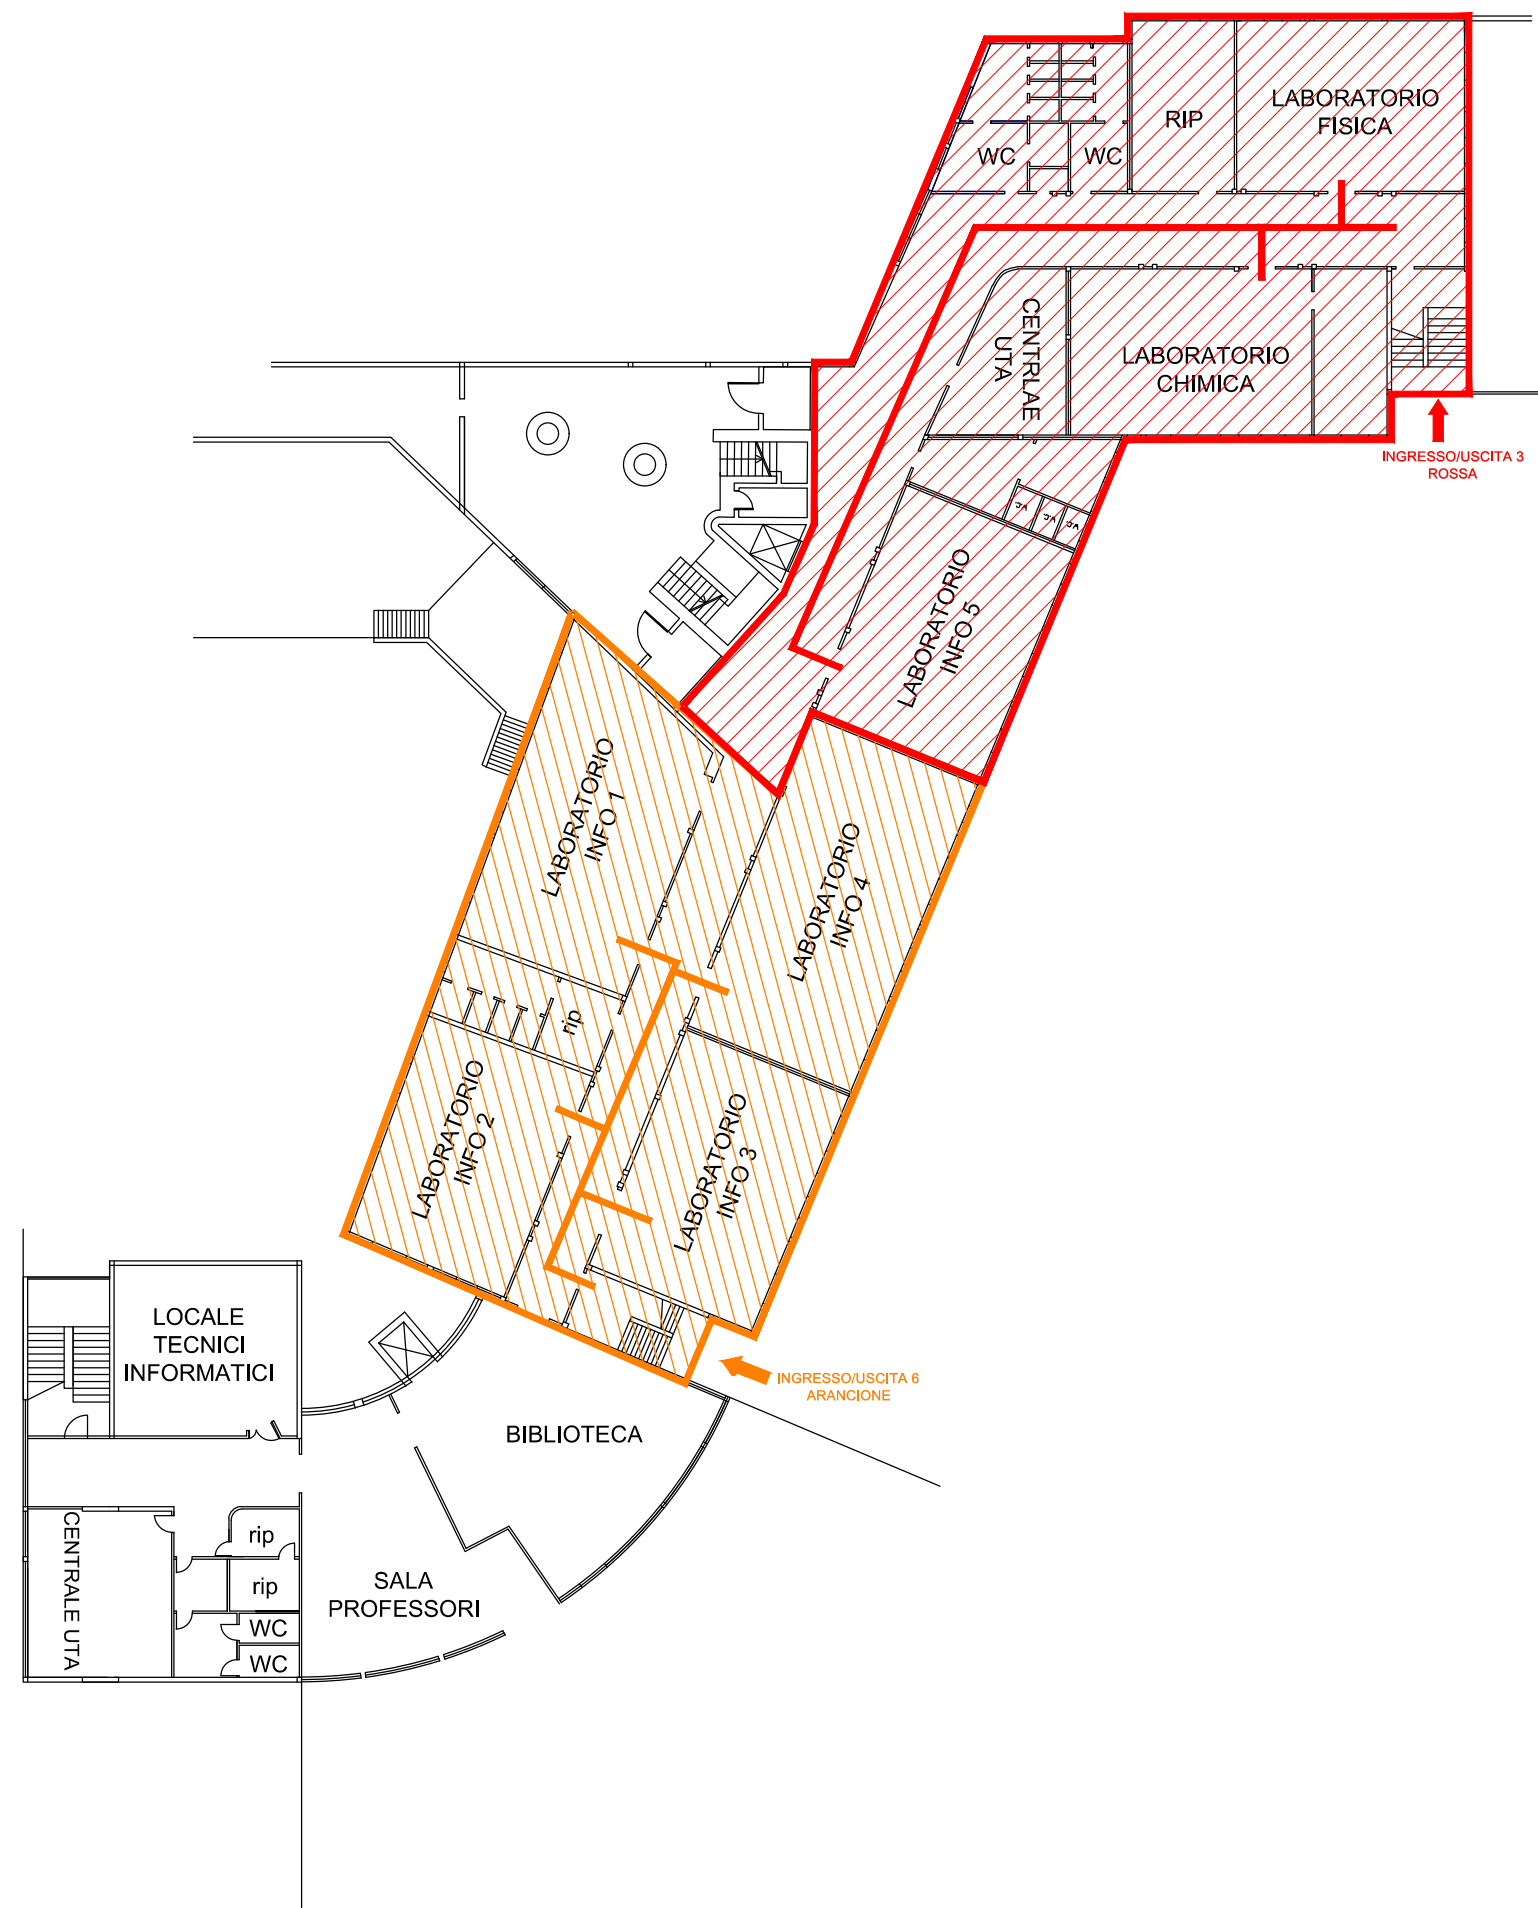 LABORATORIO
FISICA
RIP
WC
WC
CENTRLAE
UTA
LABORATORIO
CHIMICA
INGRESSO/USCITA 3
ROSSA
LABORATORIO
INFO 5
LABORATORIO
INFO 1
LABORATORIO
INFO 4
rip
LABORATORIO
INFO 2
LABORATORIO
INFO 3
LOCALE
TECNICI
INFORMATICI
INGRESSO/USCITA 6
ARANCIONE
BIBLIOTECA
CENTRALE UTA
rip
rip
WC
WC
SALA
PROFESSORI